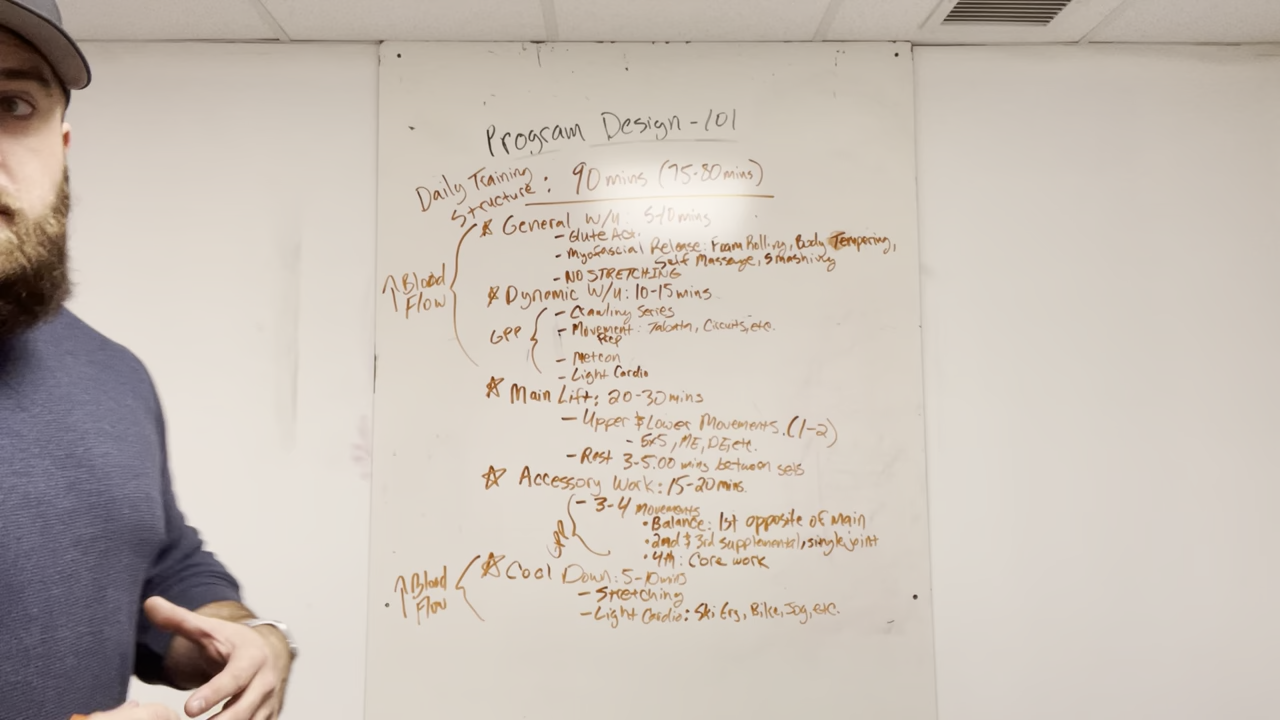 Program Design - 101
Daily Training Structure: 90 mins (75-80 mins)
☆ General W/U: 5-10 mins
- Glute Act.
- Myofascial Release: Foam Rolling, Body Tempering,
Self Massage, Smashing
- NO STRETCHING
↑ Blood Flow
☆ Dynamic W/U: 10-15 mins
GPP
- Crawling Series
- Movement Prep: Tabata, Circuits, etc.
- Metcon
- Light Cardio
☆ Main Lift: 20-30 mins
- Upper & Lower Movements. (1-2)
- 5x5, ME, DE, etc.
- Rest 3-5:00 mins between sets
☆ Accessory Work: 15-20 mins.
GPP
- 3-4 movements
• Balance: 1st opposite of main
• 2nd & 3rd supplemental, single joint
• 4th: Core work
☆ Cool Down: 5-10 mins
↑ Blood Flow
- Stretching
- Light Cardio: Ski Erg, Bike, Jog, etc.